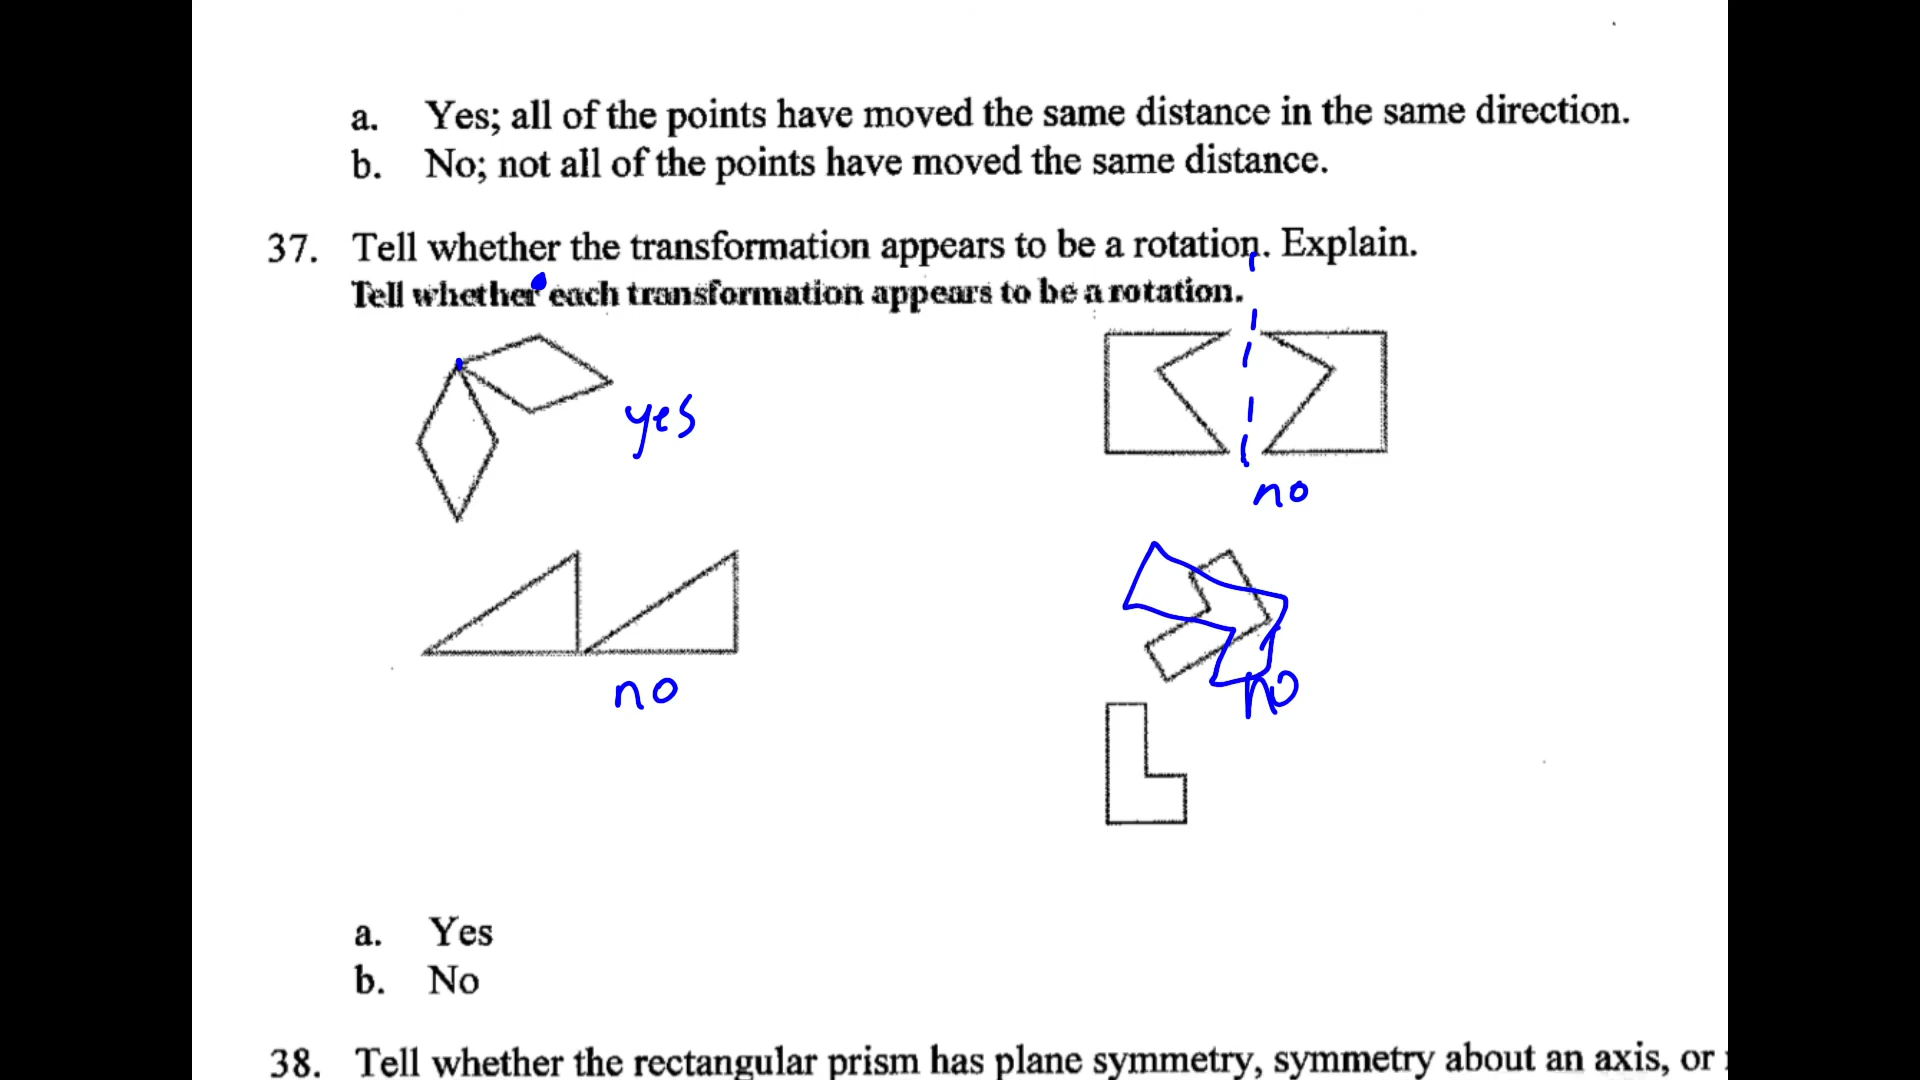 a. Yes; all of the points have moved the same distance in the same direction.
b. No; not all of the points have moved the same distance.
37. Tell whether the transformation appears to be a rotation. Explain.
Tell whether each transformation appears to be a rotation.
yes
no
no
no
a. Yes
b. No
38. Tell whether the rectangular prism has plane symmetry, symmetry about an axis, or